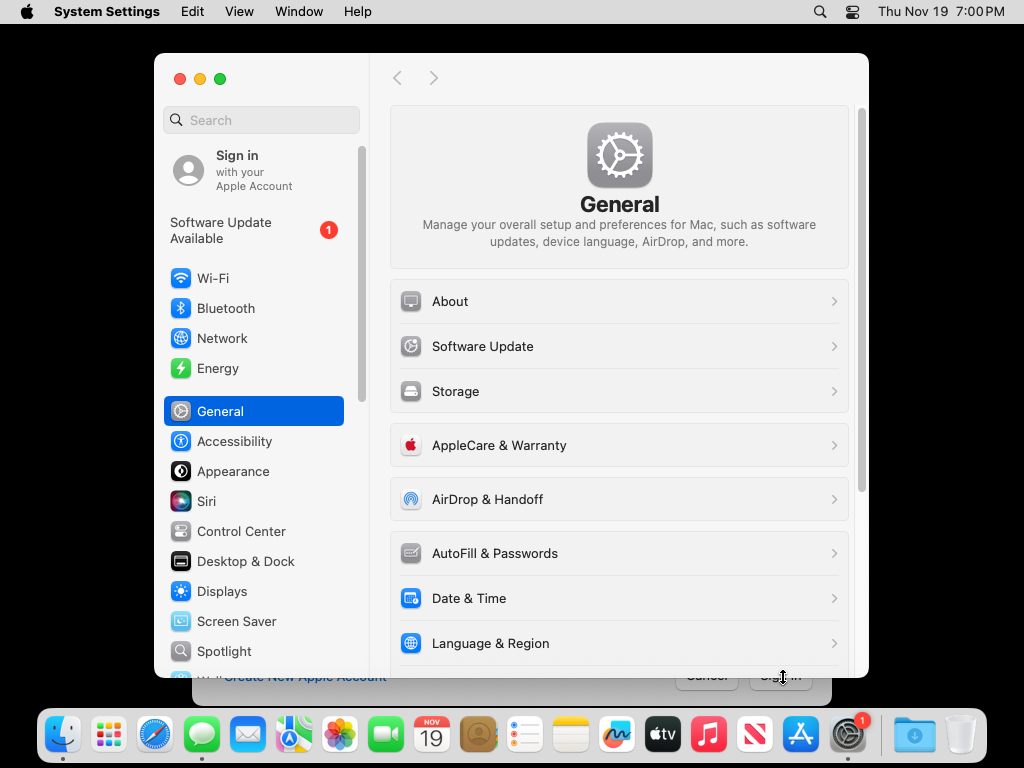 System Settings Edit View Window Help Thu Nov 19 7:00 PM
Search
Sign in
with your
Apple Account
Software Update
Available
1
Wi-Fi
Bluetooth
Network
Energy
General
Accessibility
Appearance
Siri
Control Center
Desktop & Dock
Displays
Screen Saver
Spotlight
General
Manage your overall setup and preferences for Mac, such as software
updates, device language, AirDrop, and more.
About
Software Update
Storage
AppleCare & Warranty
AirDrop & Handoff
AutoFill & Passwords
Date & Time
Language & Region
Create New Apple Account
Cancel
NOV
19
tv
1